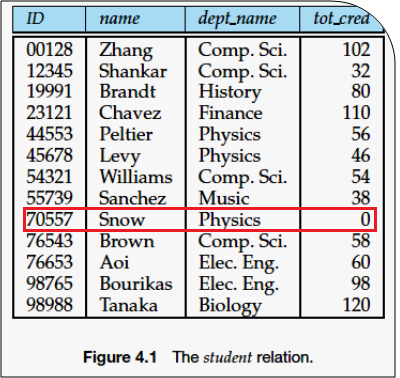 ID name dept_name tot_cred
00128 Zhang Comp. Sci. 102
12345 Shankar Comp. Sci. 32
19991 Brandt History 80
23121 Chavez Finance 110
44553 Peltier Physics 56
45678 Levy Physics 46
54321 Williams Comp. Sci. 54
55739 Sanchez Music 38
70557 Snow Physics 0
76543 Brown Comp. Sci. 58
76653 Aoi Elec. Eng. 60
98765 Bourikas Elec. Eng. 98
98988 Tanaka Biology 120
Figure 4.1 The student relation.